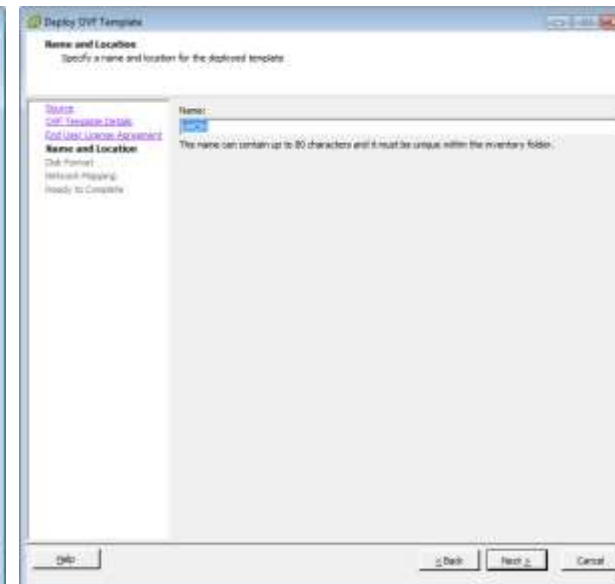 Deploy OVF Template
Name and Location
Specify a name and location for the deployed template
Source
OVF Template Details
End User License Agreement
Name and Location
Disk Format
Network Mapping
Ready to Complete
Name:
The name can contain up to 80 characters and it must be unique within the inventory folder.
Help
< Back
Next >
Cancel